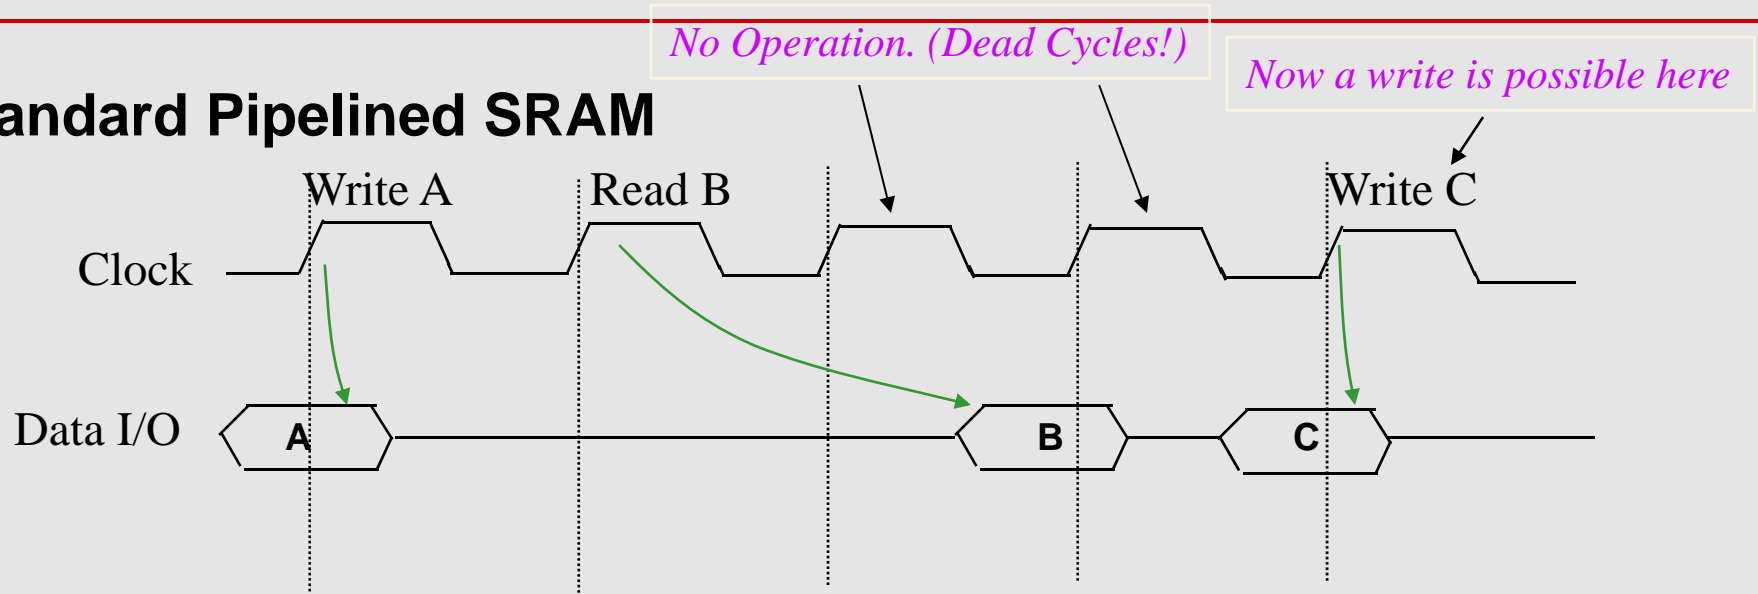 No Operation. (Dead Cycles!)
Now a write is possible here
andard Pipelined SRAM
Write A Read B Write C
Clock
Data I/O A B C